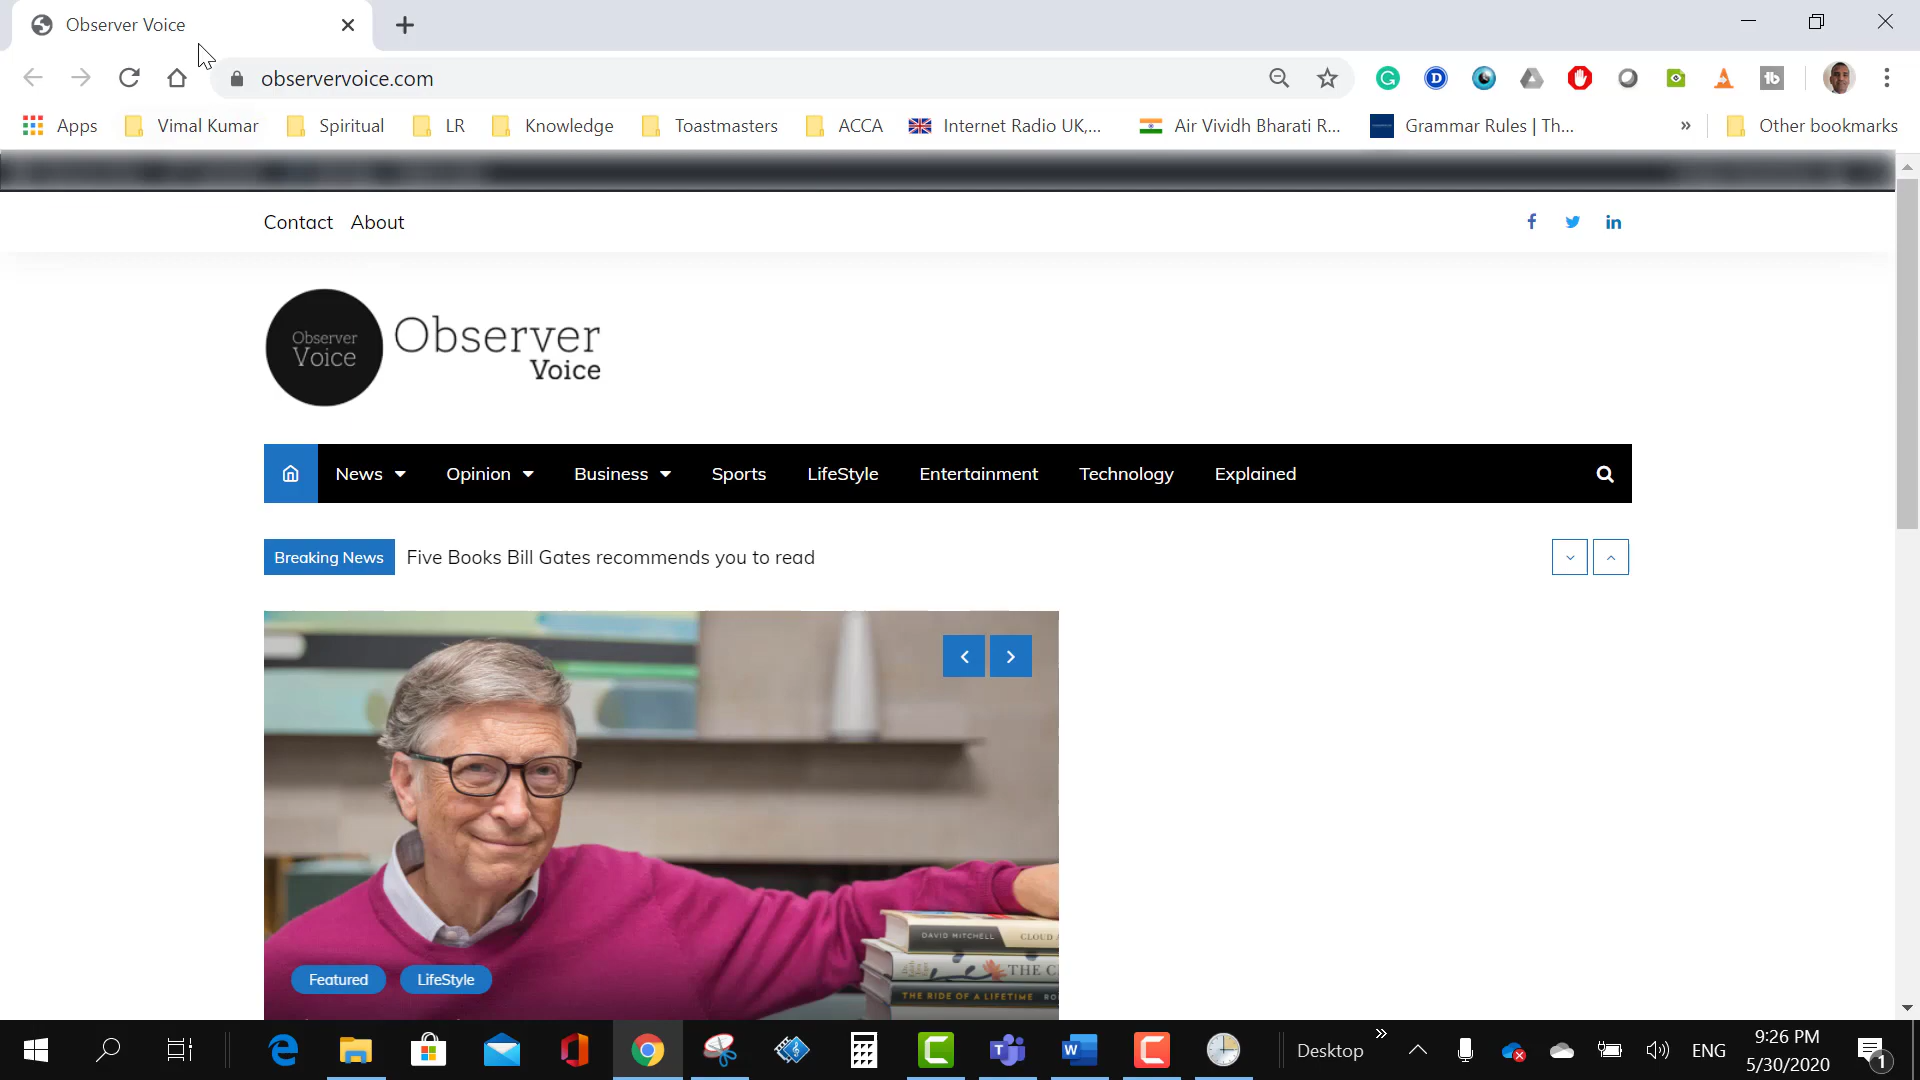 Observer Voice
observervoice.com
Apps Vimal Kumar Spiritual LR Knowledge Toastmasters ACCA Internet Radio UK,... Air Vividh Bharati R... Grammar Rules | Th... » Other bookmarks
Contact About
Observer
Voice
Observer
Voice
News Opinion Business Sports LifeStyle Entertainment Technology Explained
Breaking News Five Books Bill Gates recommends you to read
DAVID MITCHELL CLOUD A
THE C
THE RIDE OF A LIFETIME RO
Featured LifeStyle
Desktop ENG 9:26 PM
5/30/2020
1